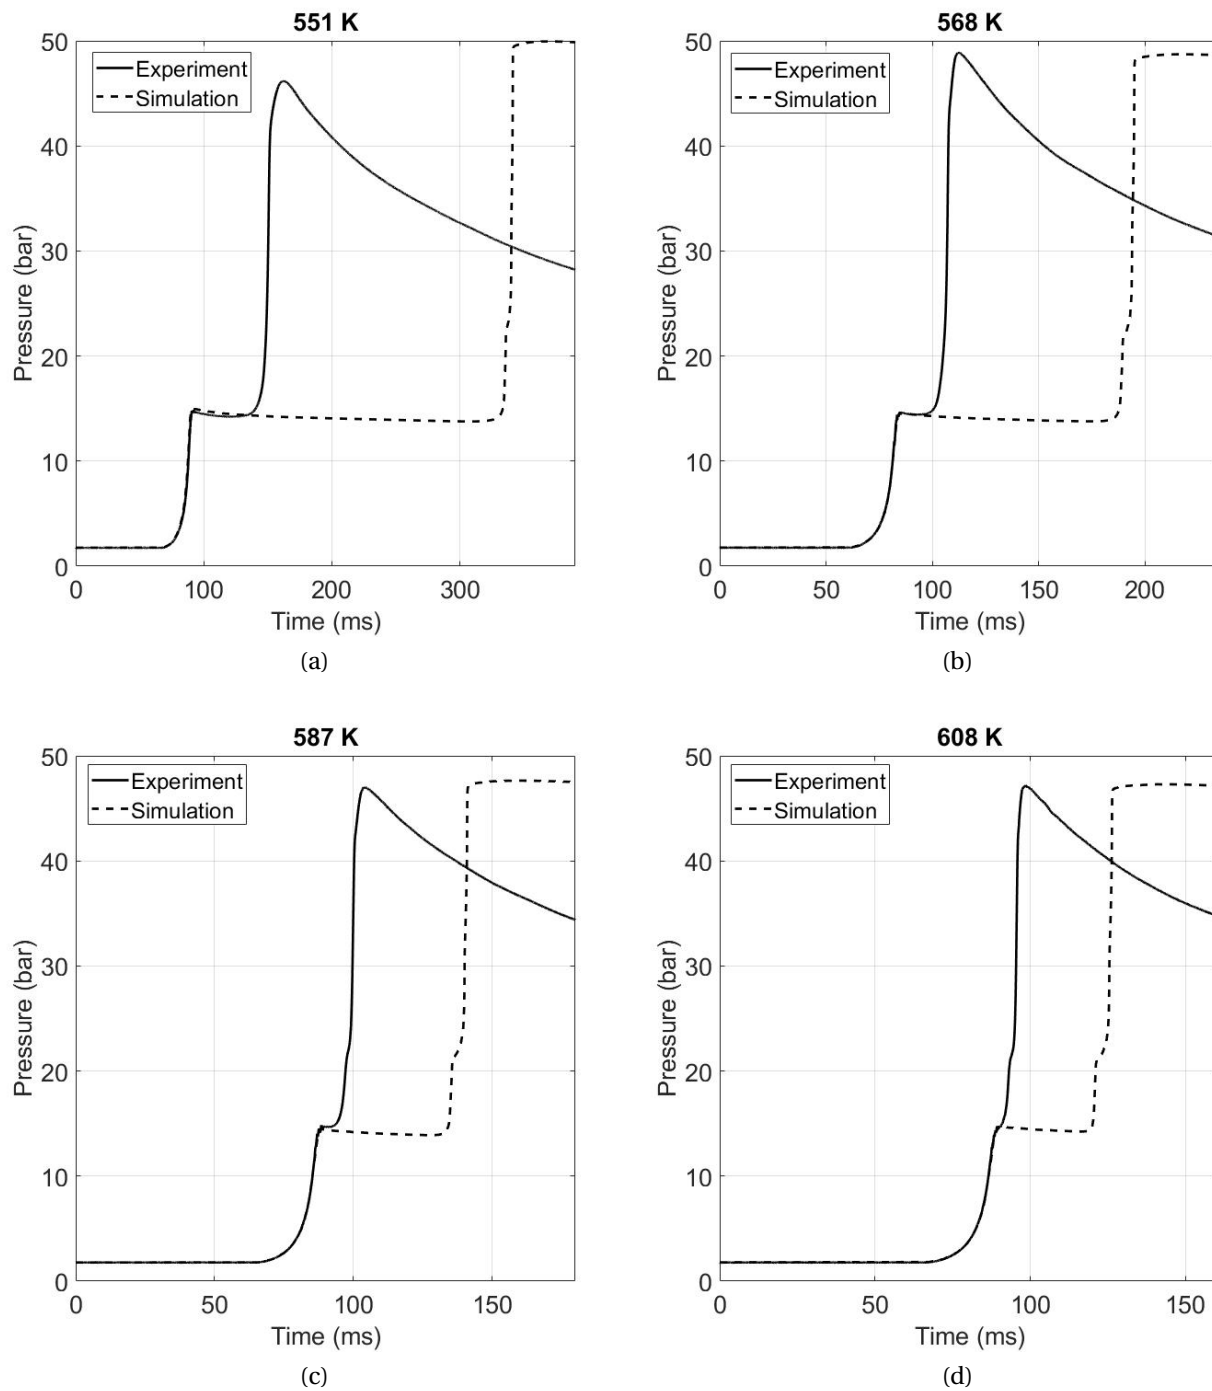 551 K
50
40
30
20
10
0
Pressure (bar)
Experiment
Simulation
0 100 200 300
Time (ms)
(a)
568 K
50
40
30
20
10
0
Pressure (bar)
Experiment
Simulation
0 50 100 150 200
Time (ms)
(b)
587 K
50
40
30
20
10
0
Pressure (bar)
Experiment
Simulation
0 50 100 150
Time (ms)
(c)
608 K
50
40
30
20
10
0
Pressure (bar)
Experiment
Simulation
0 50 100 150
Time (ms)
(d)